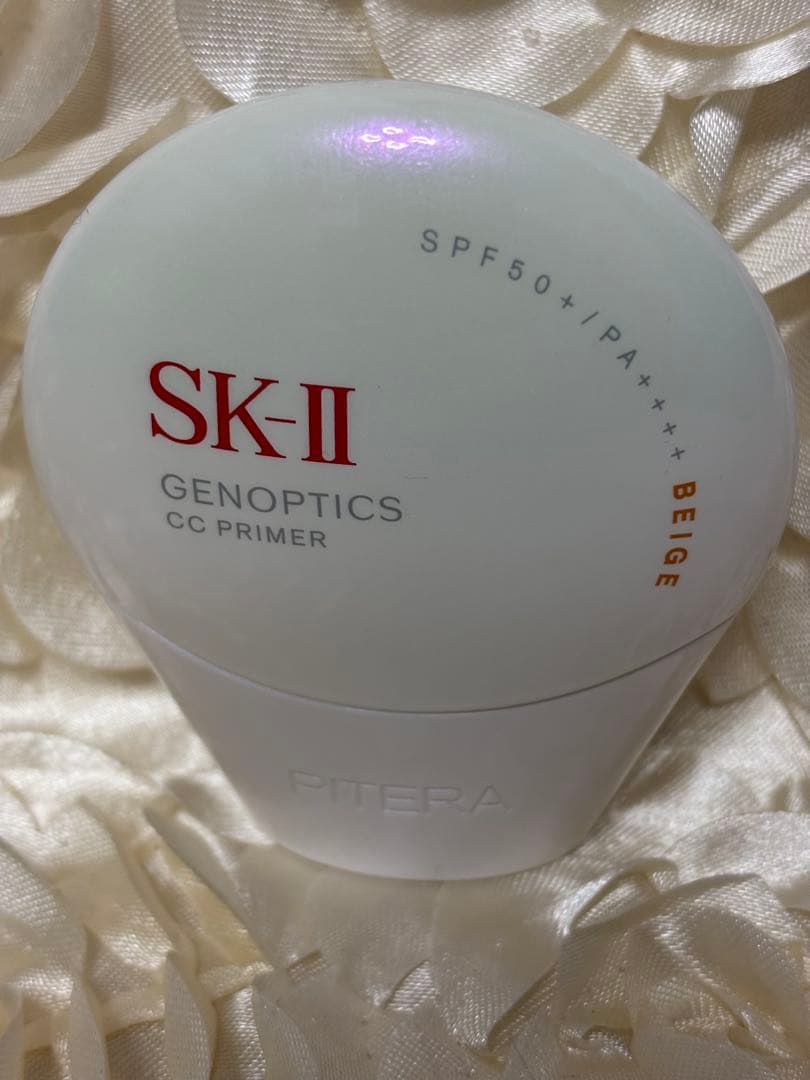 SPF50+/PA++++ BEIGE
SK-II
GENOPTICS
CC PRIMER
PITERA